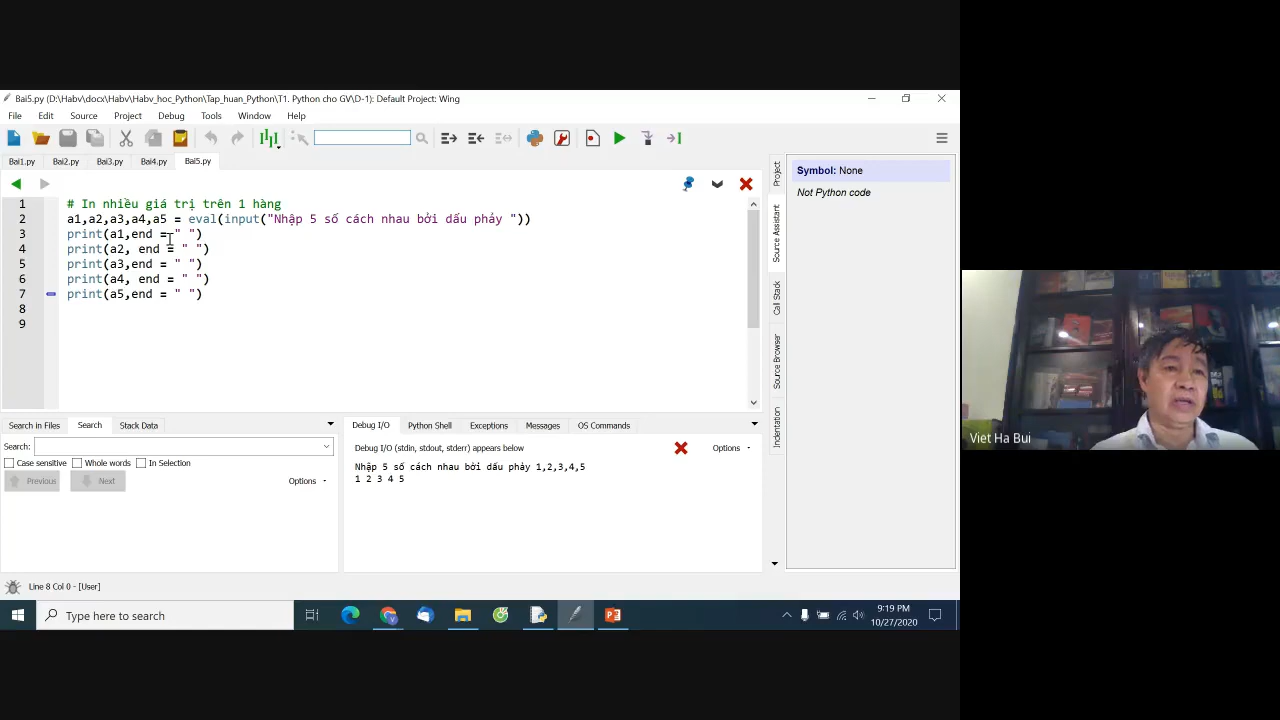 Bai5.py (D:\Habv\docx\Habv\Habv_hoc_Python\Tap_huan_Python\T1. Python cho GV\D-1): Default Project: Wing
File Edit Source Project Debug Tools Window Help
Bai1.py Bai2.py Bai3.py Bai4.py Bai5.py
1 # In nhiều giá trị trên 1 hàng
2 a1,a2,a3,a4,a5 = eval(input("Nhập 5 số cách nhau bởi dấu phảy "))
3 print(a1,end =" ")
4 print(a2, end = " ")
5 print(a3,end = " ")
6 print(a4, end = " ")
7 print(a5,end = " ")
8
9
Project
Source Assistant
Call Stack
Source Browser
Indentation
Symbol: None
Not Python code
Search in Files Search Stack Data
Search:
Case sensitive Whole words In Selection
Previous Next Options
Debug I/O Python Shell Exceptions Messages OS Commands
Debug I/O (stdin, stdout, stderr) appears below Options
Nhập 5 số cách nhau bởi dấu phảy 1,2,3,4,5
1 2 3 4 5
Line 8 Col 0 - [User]
Type here to search
9:19 PM
10/27/2020
Viet Ha Bui